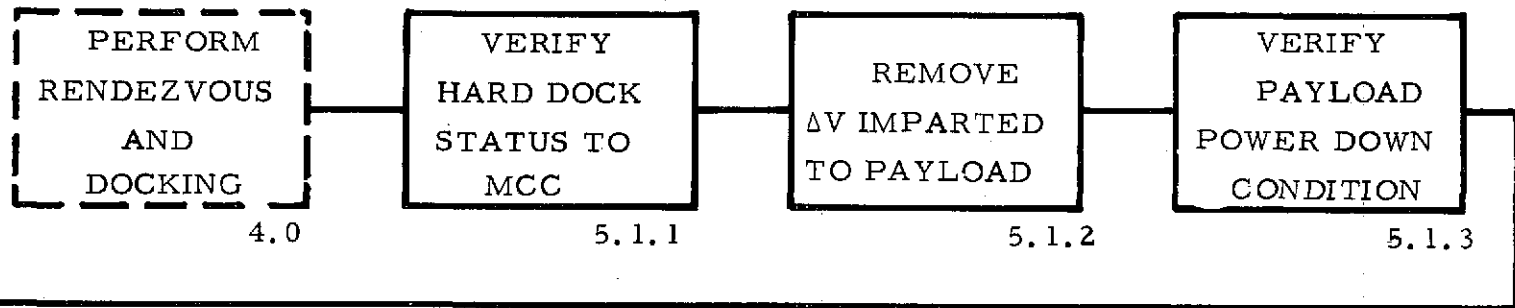 PERFORM
RENDEZVOUS
AND
DOCKING
4.0
VERIFY
HARD DOCK
STATUS TO
MCC
5.1.1
REMOVE
ΔV IMPARTED
TO PAYLOAD
5.1.2
VERIFY
PAYLOAD
POWER DOWN
CONDITION
5.1.3